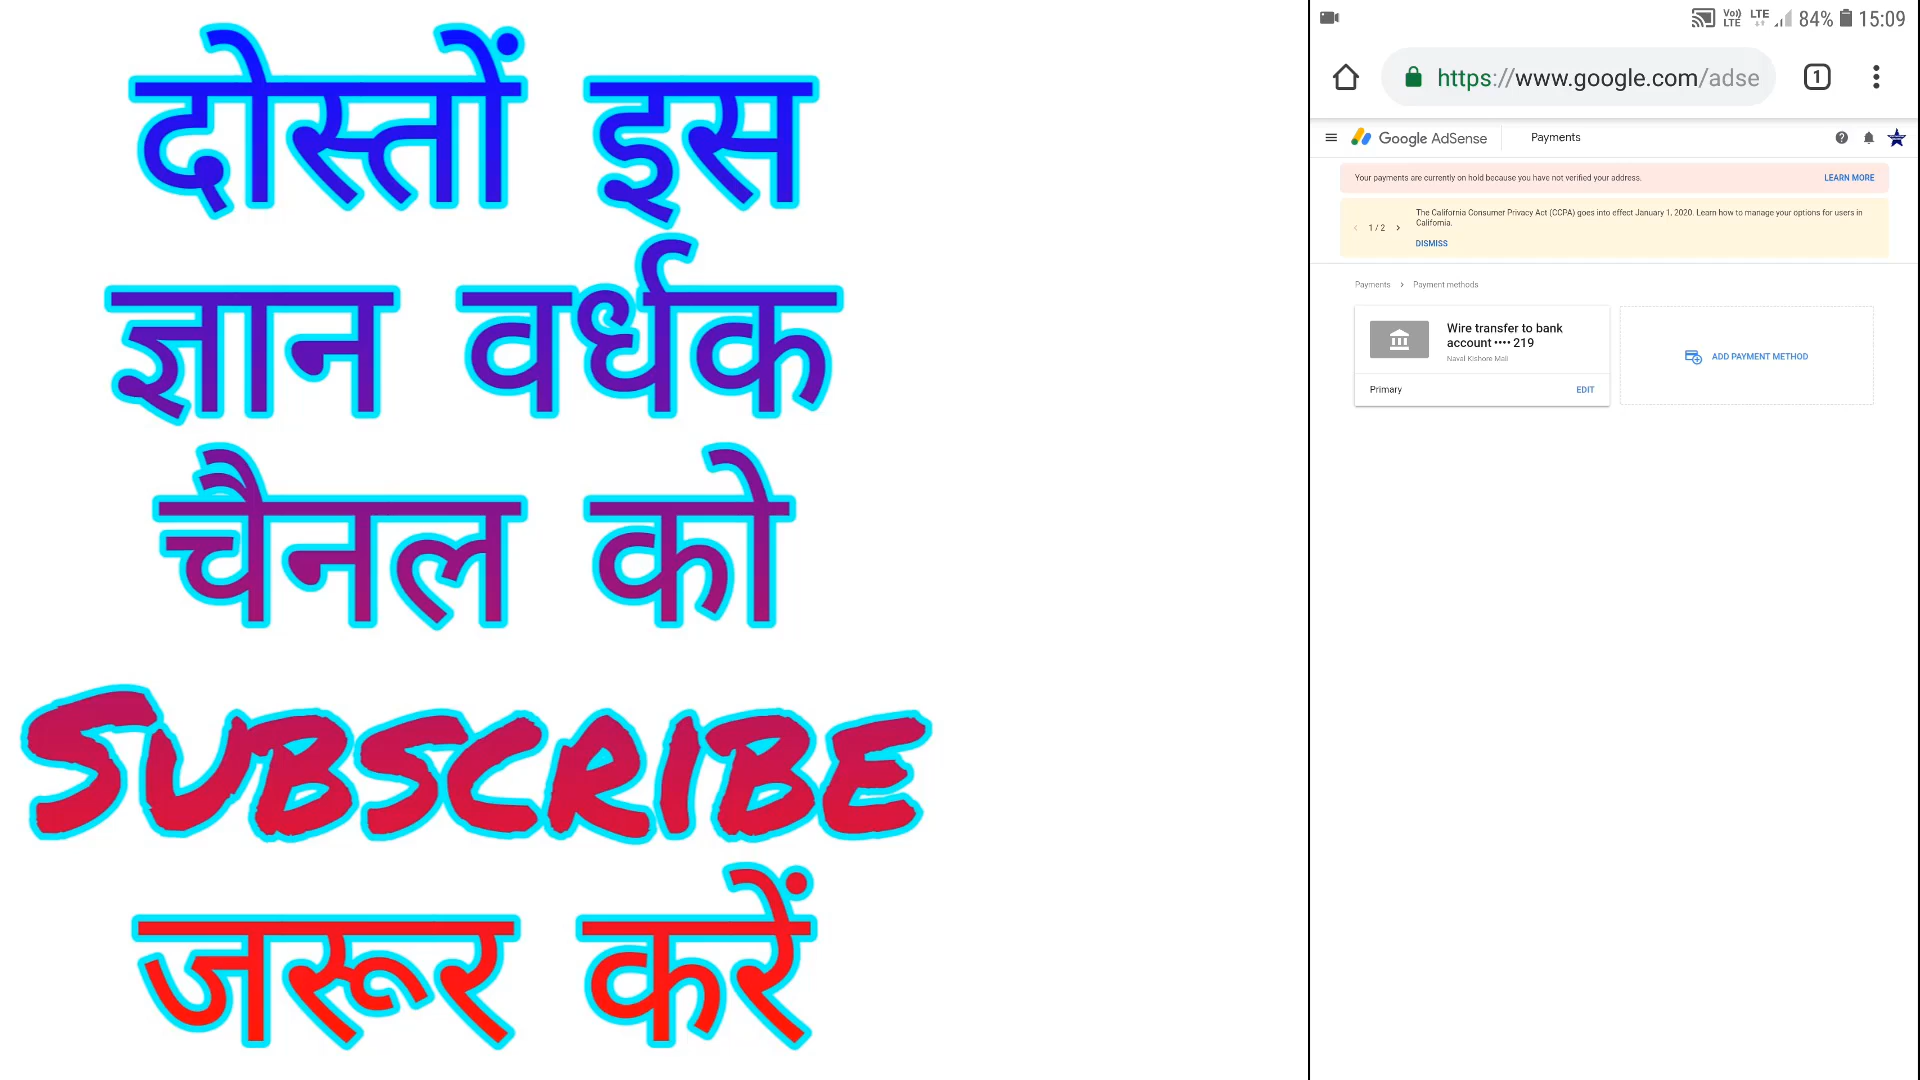 दोस्तों इस
ज्ञान वर्धक
चैनल को
SUBSCRIBE
जरूर करें
Vo)) LTE LTE 84% 15:09
https://www.google.com/adse 1
Google AdSense Payments
Your payments are currently on hold because you have not verified your address. LEARN MORE
The California Consumer Privacy Act (CCPA) goes into effect January 1, 2020. Learn how to manage your options for users in
California.
1 / 2
DISMISS
Payments > Payment methods
Wire transfer to bank
account •••• 219
Naval Kishore Mali
Primary EDIT
ADD PAYMENT METHOD